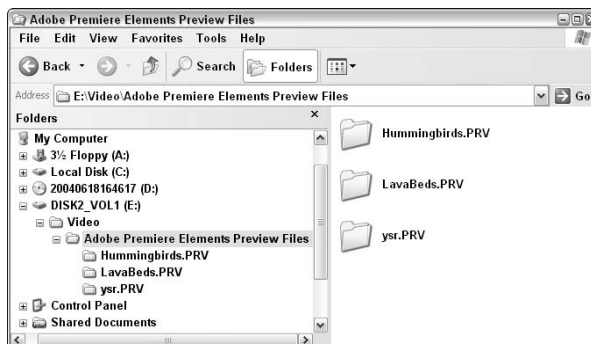 Adobe Premiere Elements Preview Files
File Edit View Favorites Tools Help
Back Search Folders
Address E:\Video\Adobe Premiere Elements Preview Files Go
Folders x
My Computer
3½ Floppy (A:)
Local Disk (C:)
20040618164617 (D:)
DISK2_VOL1 (E:)
Video
Adobe Premiere Elements Preview Files
Hummingbirds.PRV
LavaBeds.PRV
ysr.PRV
Control Panel
Shared Documents
Hummingbirds.PRV
LavaBeds.PRV
ysr.PRV